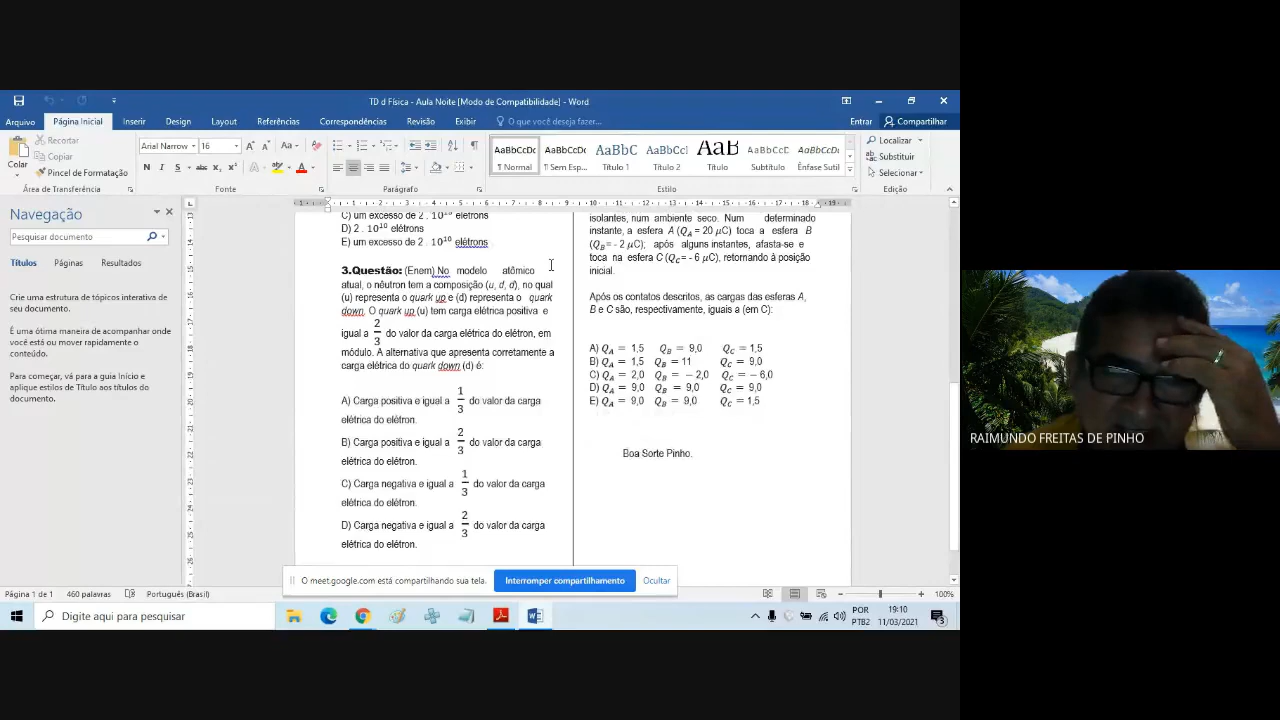 TD d Física - Aula Noite [Modo de Compatibilidade] - Word
Arquivo
Página Inicial
Inserir
Design
Layout
Referências
Correspondências
Revisão
Exibir
O que você deseja fazer...
Entrar
Compartilhar
Colar
Recortar
Copiar
Pincel de Formatação
Área de Transferência
Arial Narrow
16
Fonte
Parágrafo
AaBbCcDc
¶ Normal
AaBbCcDc
¶ Sem Esp...
AaBbC
Título 1
AaBbCcI
Título 2
AaB
Título
AaBbCcD
Subtítulo
AaBbCcDc
Ênfase Sutil
Estilo
Localizar
Substituir
Selecionar
Edição
Navegação
Pesquisar documento
Títulos
Páginas
Resultados
Crie uma estrutura de tópicos interativa de
seu documento.
É uma ótima maneira de acompanhar onde
você está ou mover rapidamente o
conteúdo.
Para começar, vá para a guia Início e
aplique estilos de Título aos títulos do
documento.
D) 2 . 10¹⁰ elétrons
E) um excesso de 2 . 10¹⁰ elétrons
3.Questão: (Enem) No modelo atômico
atual, o nêutron tem a composição (u, d, d), no qual
(u) representa o quark up e (d) representa o quark
down. O quark up (u) tem carga elétrica positiva e
igual a 2/3 do valor da carga elétrica do elétron, em
módulo. A alternativa que apresenta corretamente a
carga elétrica do quark down (d) é:
A) Carga positiva e igual a 1/3 do valor da carga
elétrica do elétron.
B) Carga positiva e igual a 2/3 do valor da carga
elétrica do elétron.
C) Carga negativa e igual a 1/3 do valor da carga
elétrica do elétron.
D) Carga negativa e igual a 2/3 do valor da carga
elétrica do elétron.
isolantes, num ambiente seco. Num determinado
instante, a esfera A (Q_A = 20 µC) toca a esfera B
(Q_B = - 2 µC); após alguns instantes, afasta-se e
toca na esfera C (Q_C = - 6 µC), retornando à posição
inicial.
Após os contatos descritos, as cargas das esferas A,
B e C são, respectivamente, iguais a (em C):
A) Q_A = 1,5 Q_B = 9,0 Q_C = 1,5
B) Q_A = 1,5 Q_B = 11 Q_C = 9,0
C) Q_A = 2,0 Q_B = − 2,0 Q_C = − 6,0
D) Q_A = 9,0 Q_B = 9,0 Q_C = 9,0
E) Q_A = 9,0 Q_B = 9,0 Q_C = 1,5
Boa Sorte Pinho.
O meet.google.com está compartilhando sua tela.
Interromper compartilhamento
Ocultar
Página 1 de 1
460 palavras
Português (Brasil)
100%
Digite aqui para pesquisar
POR
PTB2
19:10
11/03/2021
3
RAIMUNDO FREITAS DE PINHO